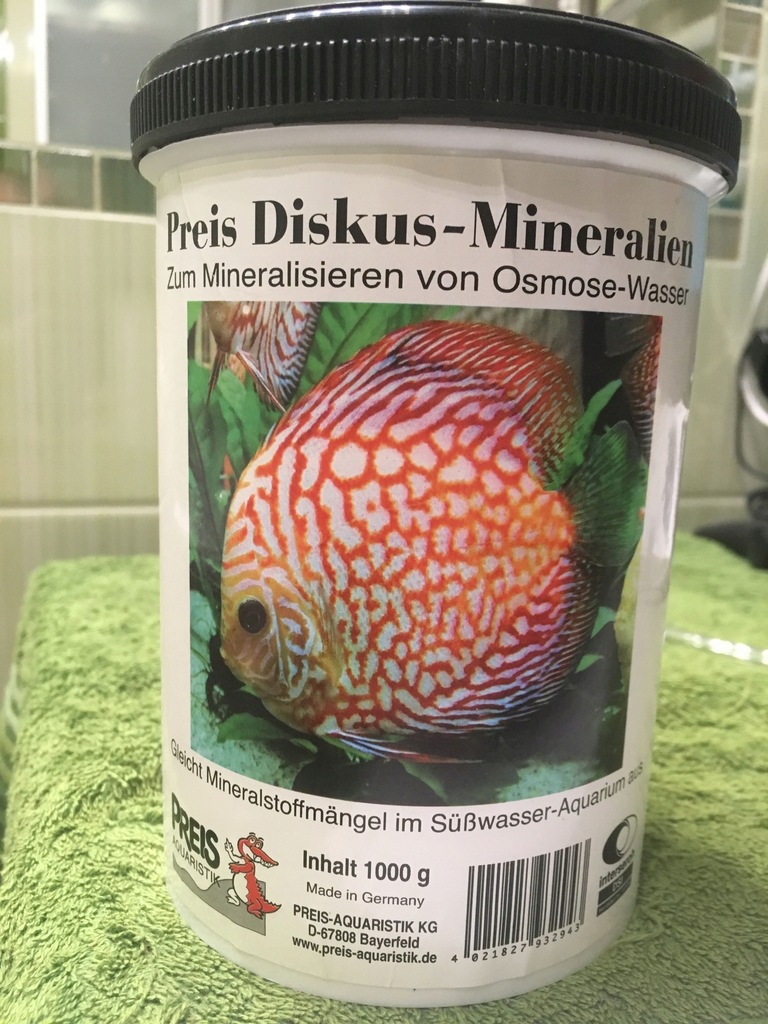 Preis Diskus-Mineralien
Zum Mineralisieren von Osmose-Wasser
Gleicht Mineralstoffmängel im Süßwasser-Aquarium aus
PREIS
AQUARISTIK
Inhalt 1000 g
Made in Germany
PREIS-AQUARISTIK KG
D-67808 Bayerfeld
www.preis-aquaristik.de
4 021827 932943
interseroh